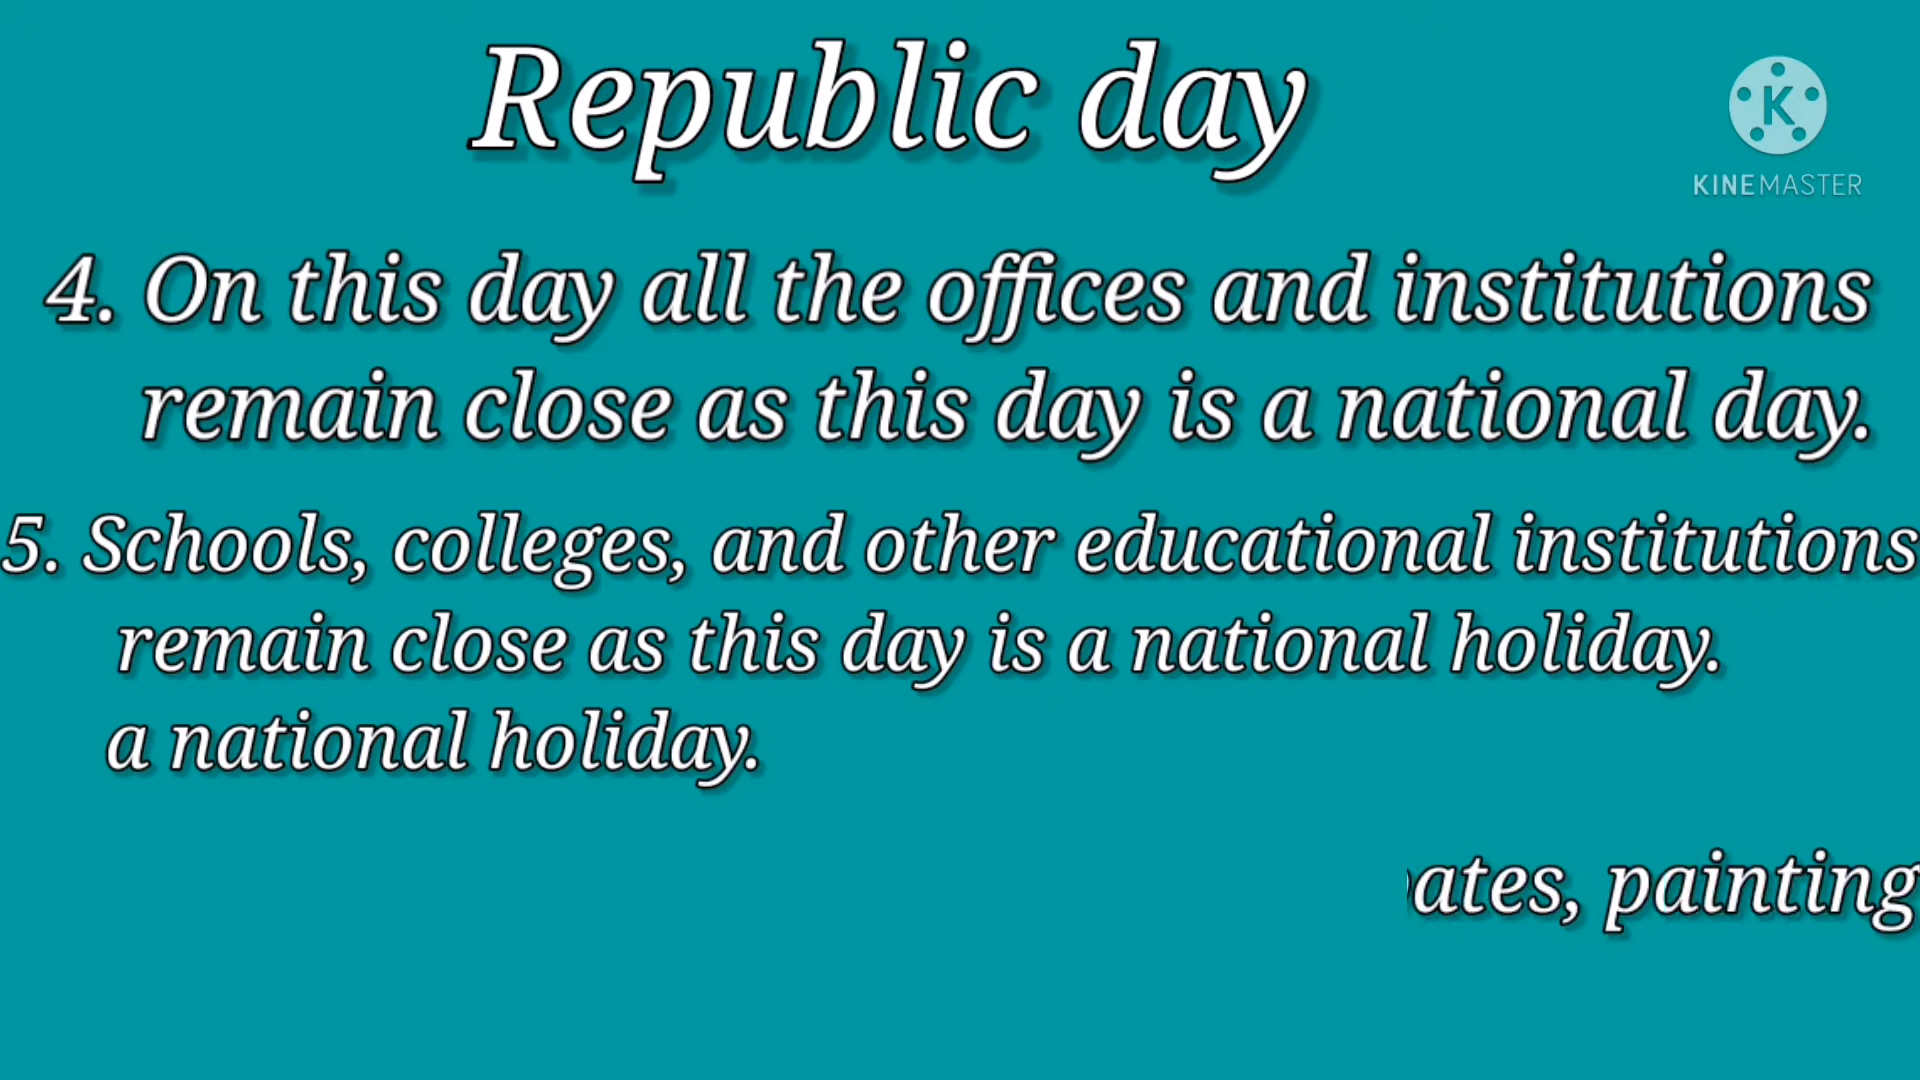 Republic day
KINEMASTER
4. On this day all the offices and institutions
remain close as this day is a national day.
5. Schools, colleges, and other educational institutions
remain close as this day is a national holiday.
a national holiday.
painting